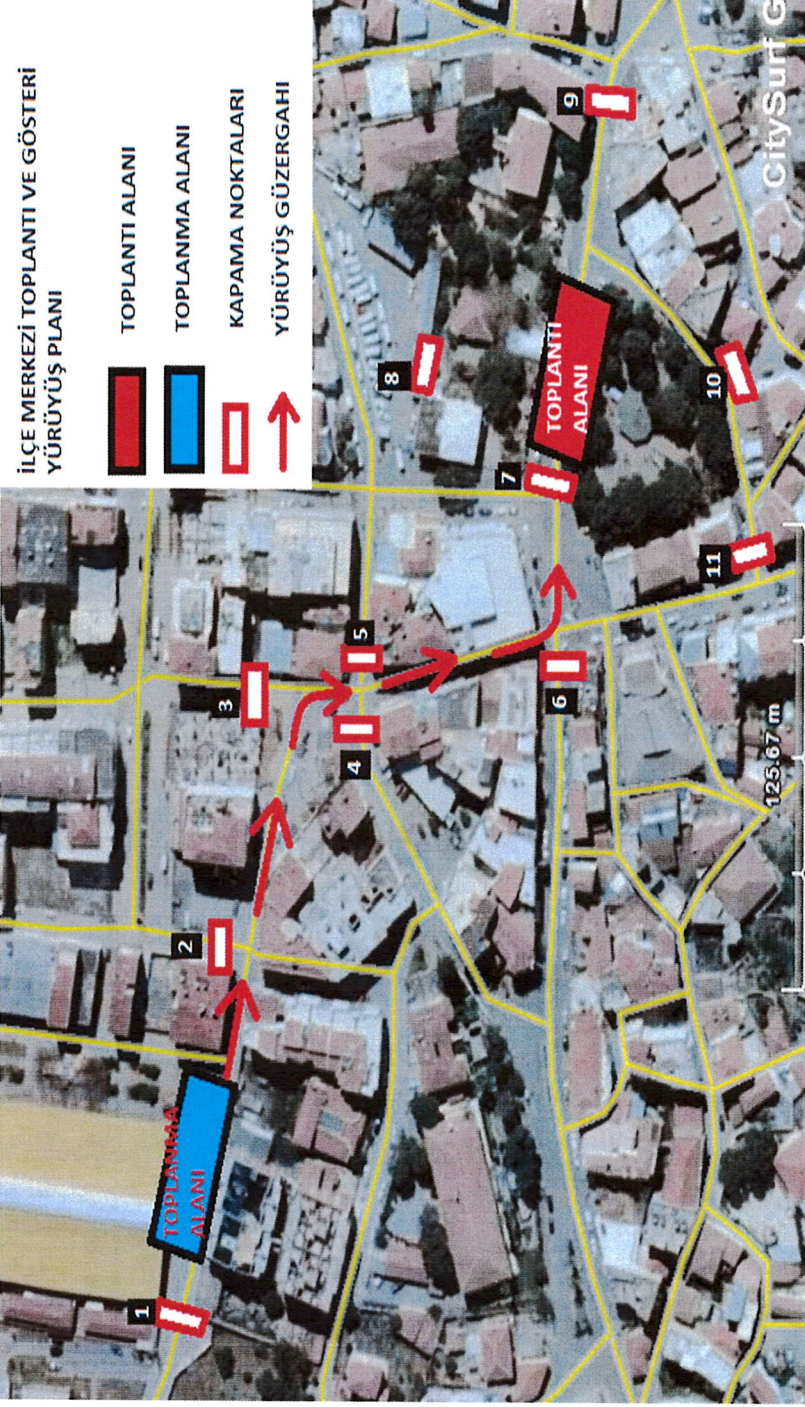 İLÇE MERKEZİ TOPLANTI VE GÖSTERİ
YÜRÜYÜŞ PLANI
TOPLANTI ALANI
TOPLANMA ALANI
KAPAMA NOKTALARI
YÜRÜYÜŞ GÜZERGAHI
1
TOPLANMA
ALANI
2
3
4
5
6
7
TOPLANTI
ALANI
8
9
10
11
125.67 m
CitySurf G